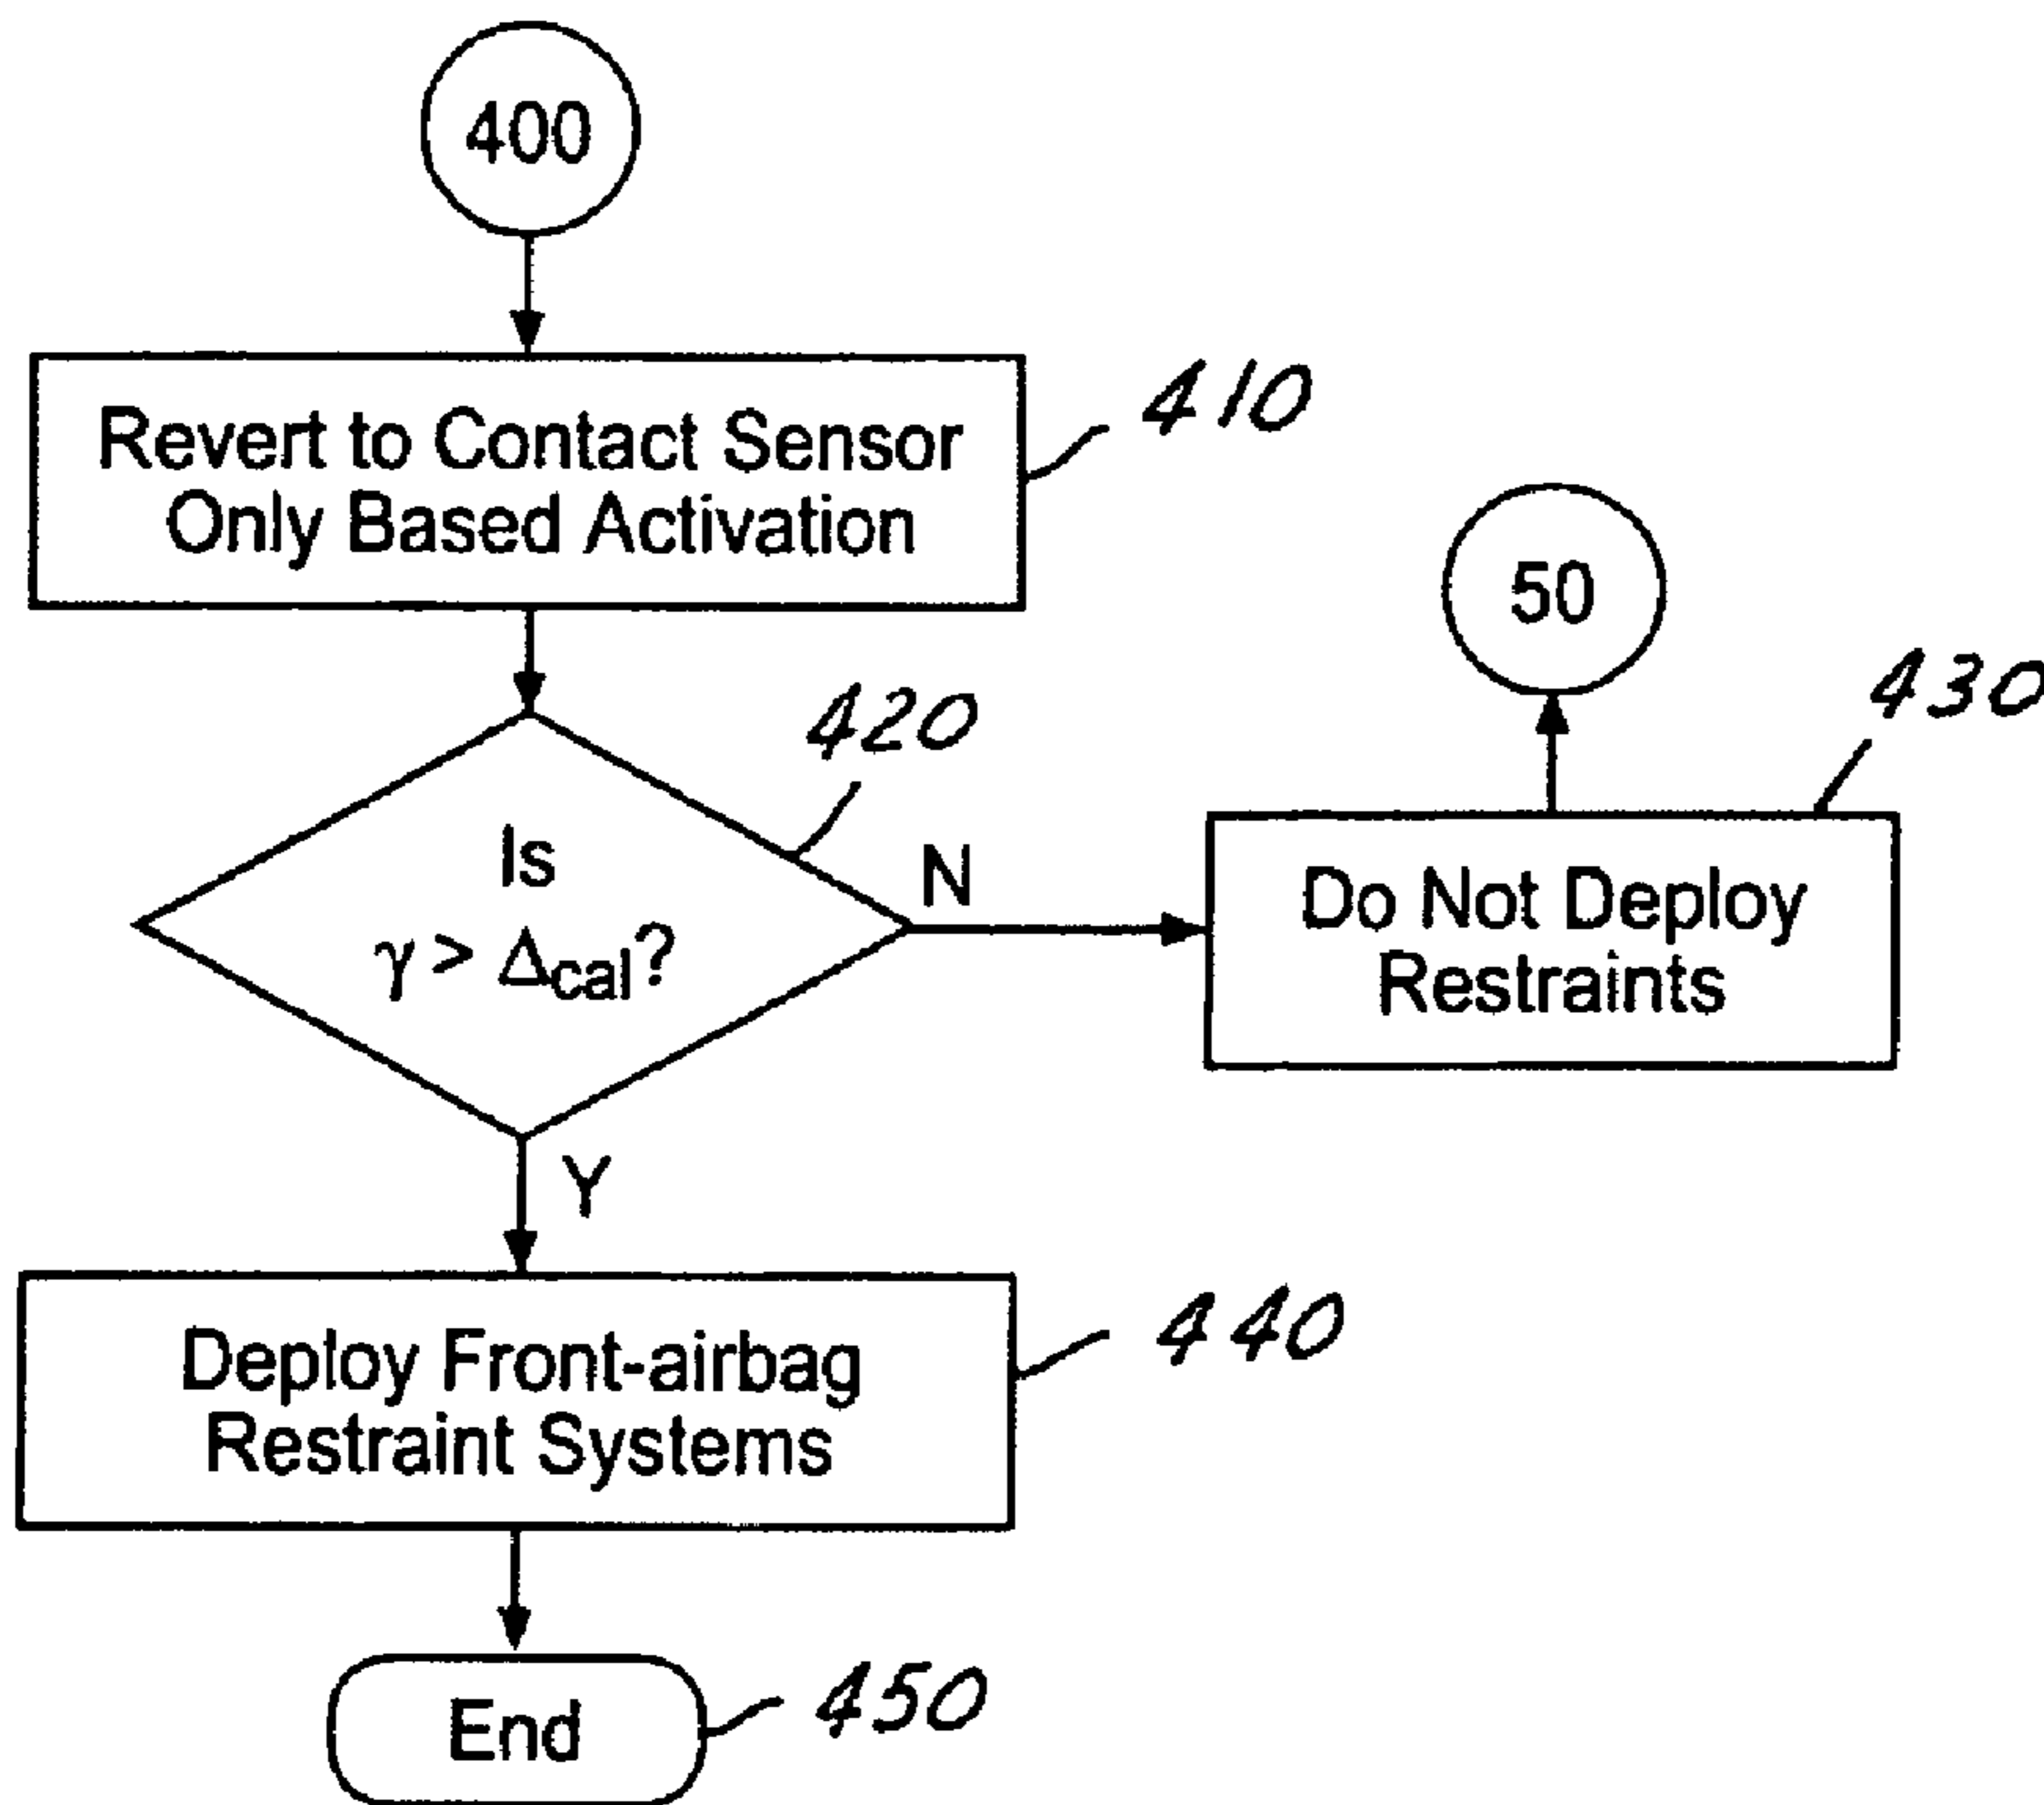 400
Revert to Contact Sensor
Only Based Activation
410
50
430
420
Is
γ > Δcal?
N
Do Not Deploy
Restraints
Y
Deploy Front-airbag
Restraint Systems
440
End
450